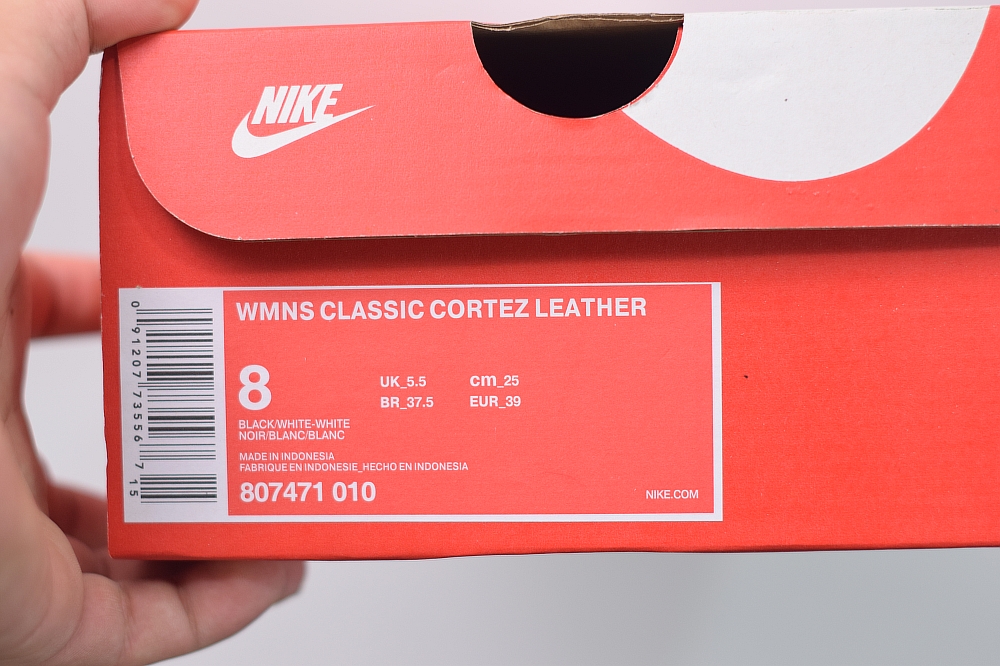 NIKE
WMNS CLASSIC CORTEZ LEATHER
8
UK_5.5 cm_25
BR_37.5 EUR_39
BLACK/WHITE-WHITE
NOIR/BLANC/BLANC
MADE IN INDONESIA
FABRIQUE EN INDONESIE_HECHO EN INDONESIA
807471 010
NIKE.COM
0 91207 73556 7 15